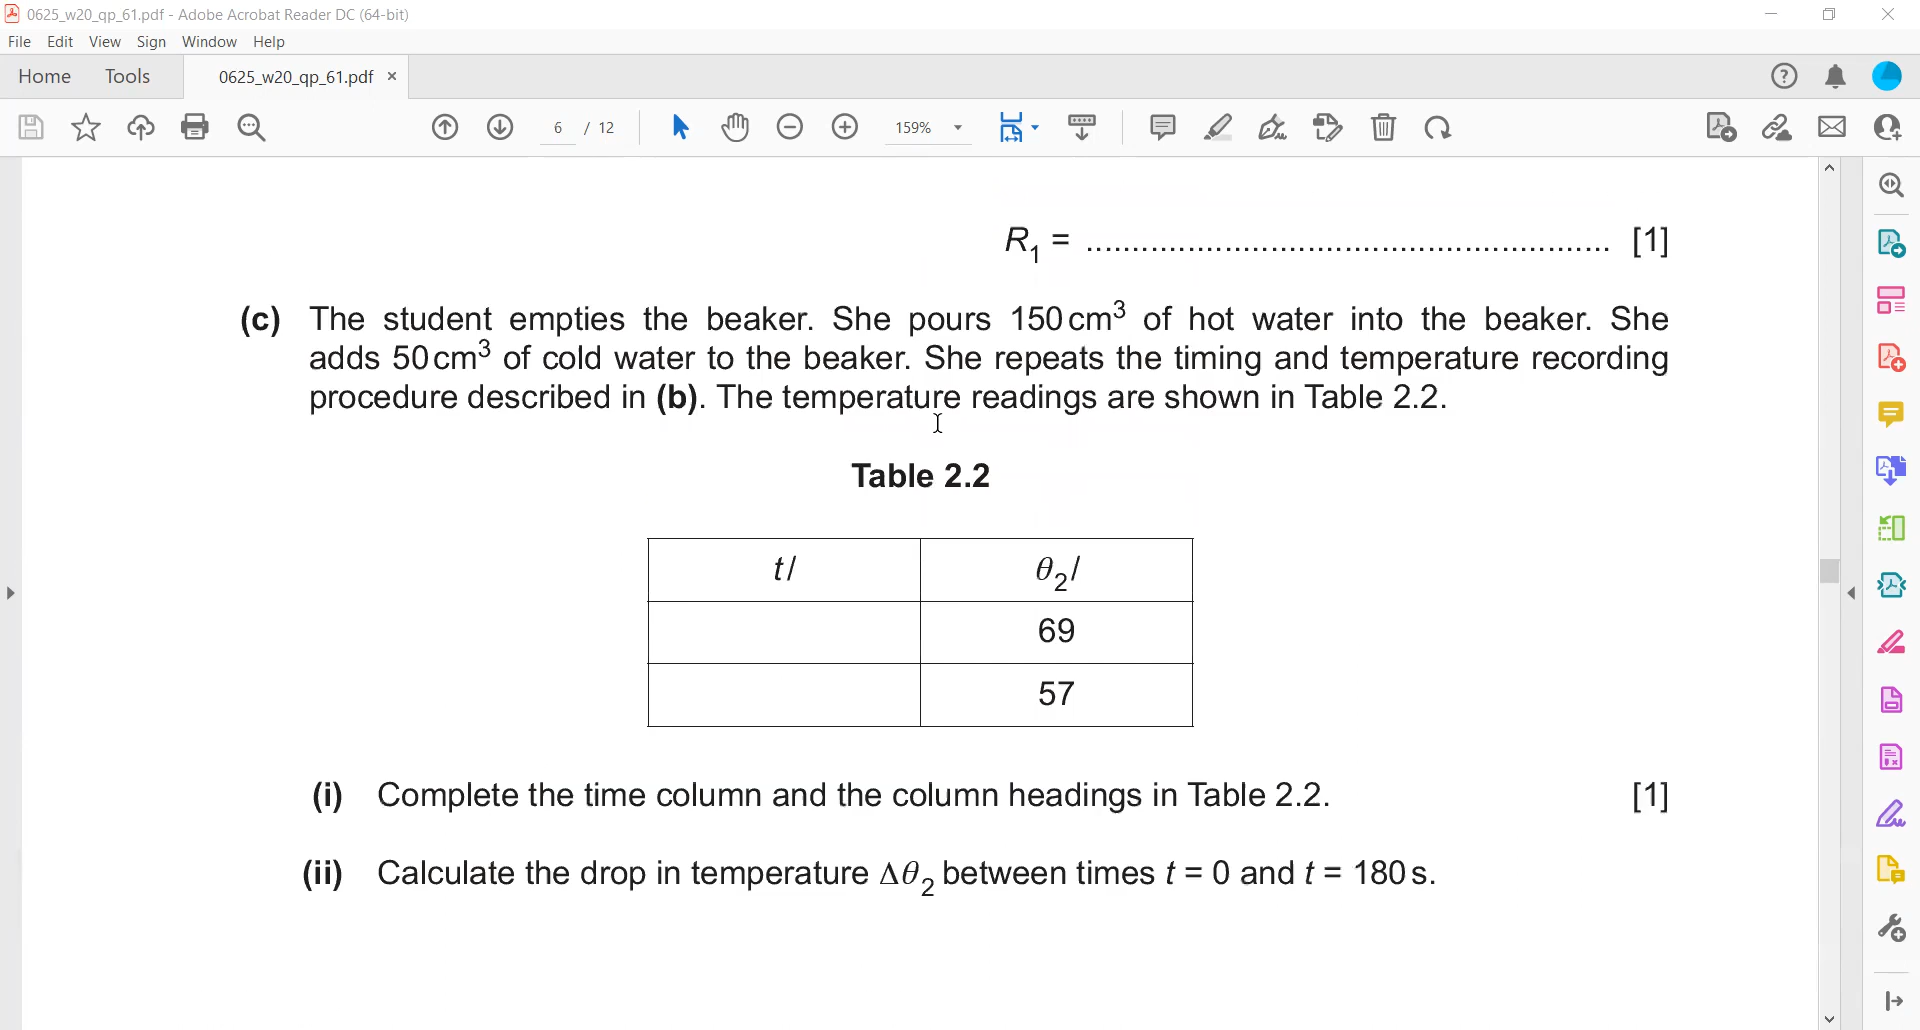 0625_w20_qp_61.pdf - Adobe Acrobat Reader DC (64-bit)
File Edit View Sign Window Help
Home Tools 0625_w20_qp_61.pdf ×
6 / 12 159%
R₁ = .......................................................... [1]
(c) The student empties the beaker. She pours 150 cm³ of hot water into the beaker. She
adds 50 cm³ of cold water to the beaker. She repeats the timing and temperature recording
procedure described in (b). The temperature readings are shown in Table 2.2.
Table 2.2
t/ θ₂/
69
57
(i) Complete the time column and the column headings in Table 2.2. [1]
(ii) Calculate the drop in temperature Δθ₂ between times t = 0 and t = 180 s.